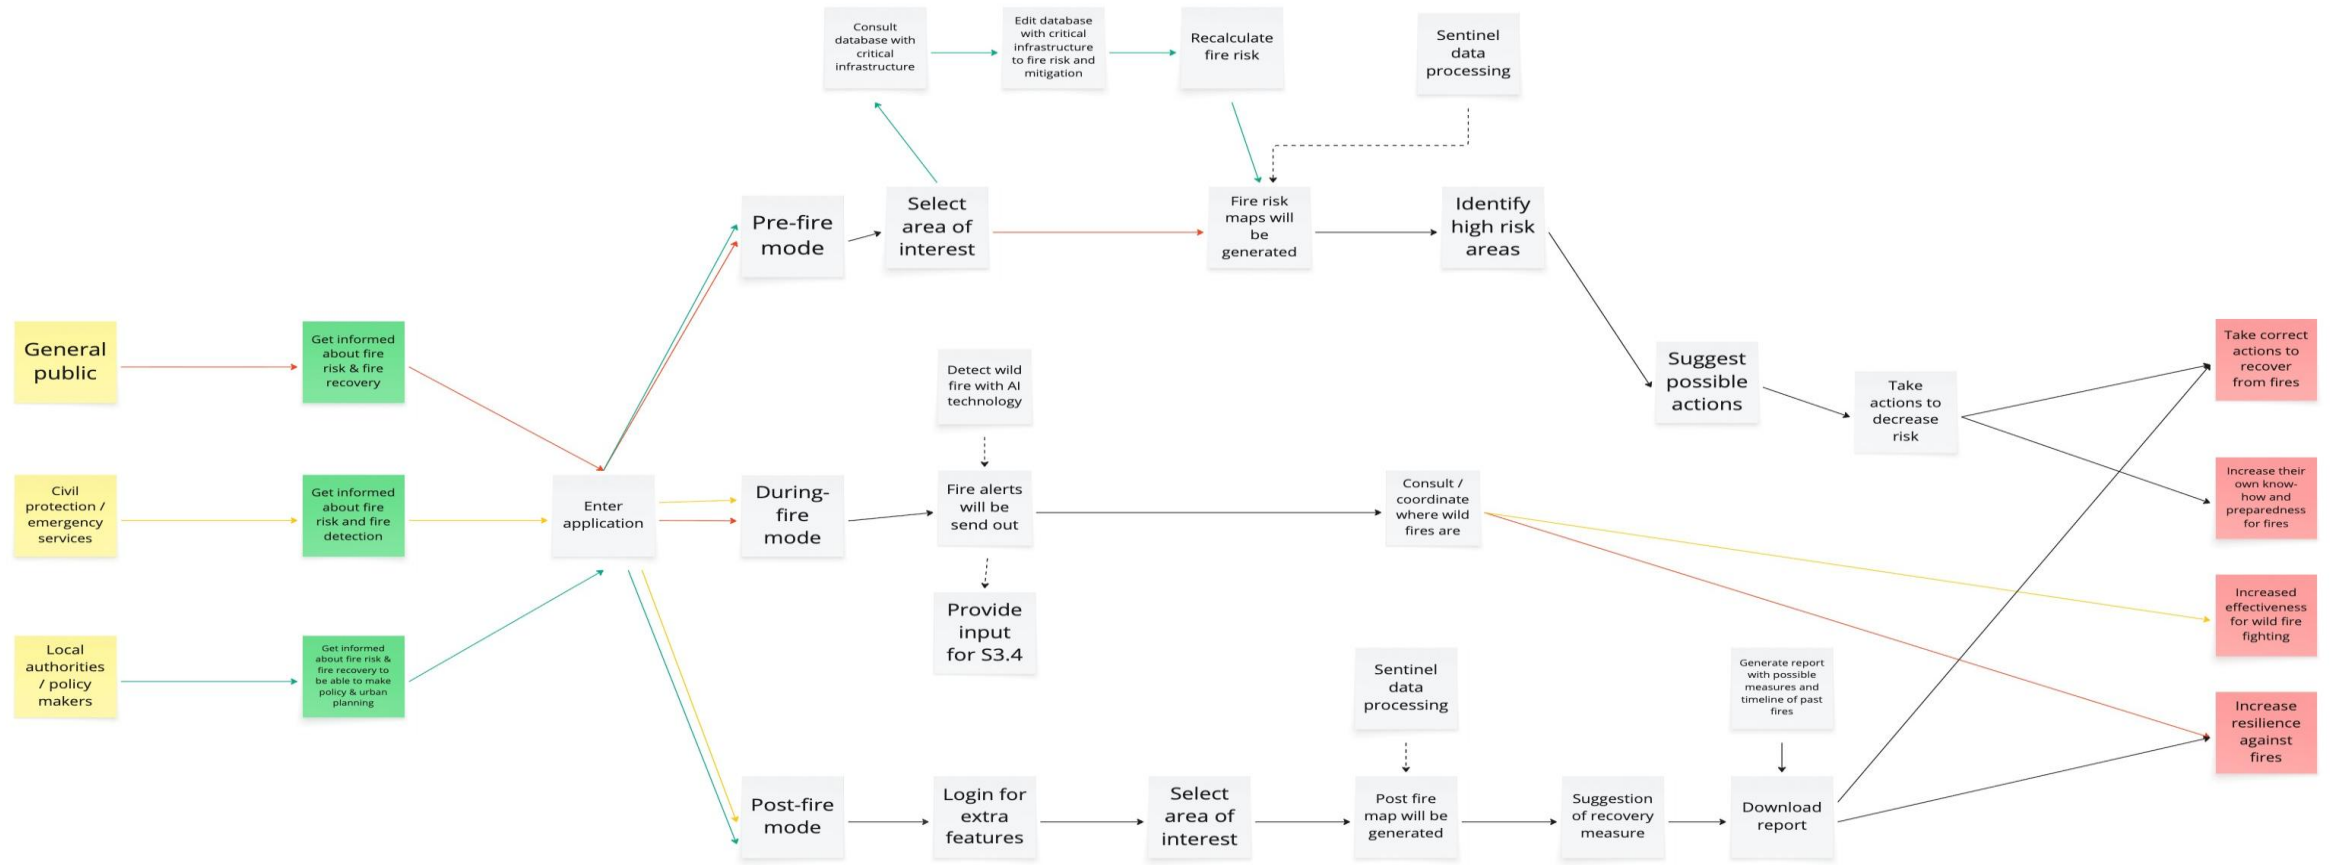 Consult
database with
critical
infrastructure
Edit database
with critical
infrastructure
to fire risk and
mitigation
Recalculate
fire risk
Sentinel
data
processing
Pre-fire
mode
Select
area of
interest
Fire risk
maps will
be
generated
Identify
high risk
areas
General
public
Get informed
about fire
risk & fire
recovery
Detect wild
fire with AI
technology
Suggest
possible
actions
Take
actions to
decrease
risk
Take correct
actions to
recover
from fires
Civil
protection /
emergency
services
Get informed
about fire
risk and fire
detection
Enter
application
During-
fire
mode
Fire alerts
will be
send out
Consult /
coordinate
where wild
fires are
Increase their
own know-
how and
preparedness
for fires
Provide
input
for S3.4
Increased
effectiveness
for wild fire
fighting
Local
authorities
/ policy
makers
Get informed
about fire risk &
fire recovery to
be able to make
policy & urban
planning
Sentinel
data
processing
Generate report
with possible
measures and
timeline of past
fires
Increase
resilience
against
fires
Post-fire
mode
Login for
extra
features
Select
area of
interest
Post fire
map will be
generated
Suggestion
of recovery
measure
Download
report